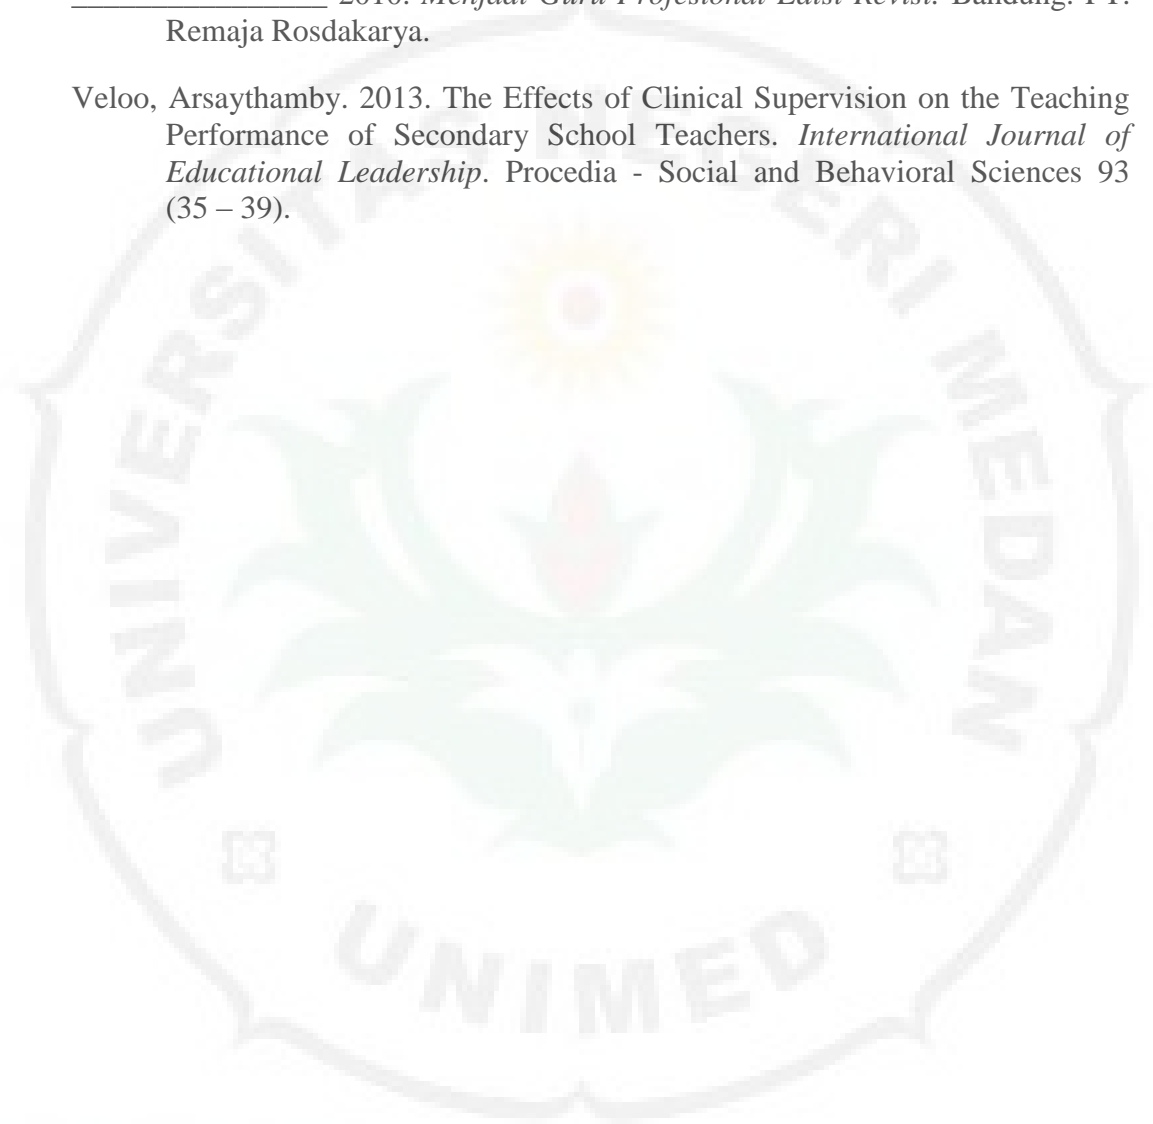 ________________ 2010. Menjadi Guru Profesional Edisi Revisi. Bandung: PT.
Remaja Rosdakarya.
Veloo, Arsaythamby. 2013. The Effects of Clinical Supervision on the Teaching
Performance of Secondary School Teachers. International Journal of
Educational Leadership. Procedia - Social and Behavioral Sciences 93
(35 – 39).
UNIVERSITAS NEGERI MEDAN
UNIMED